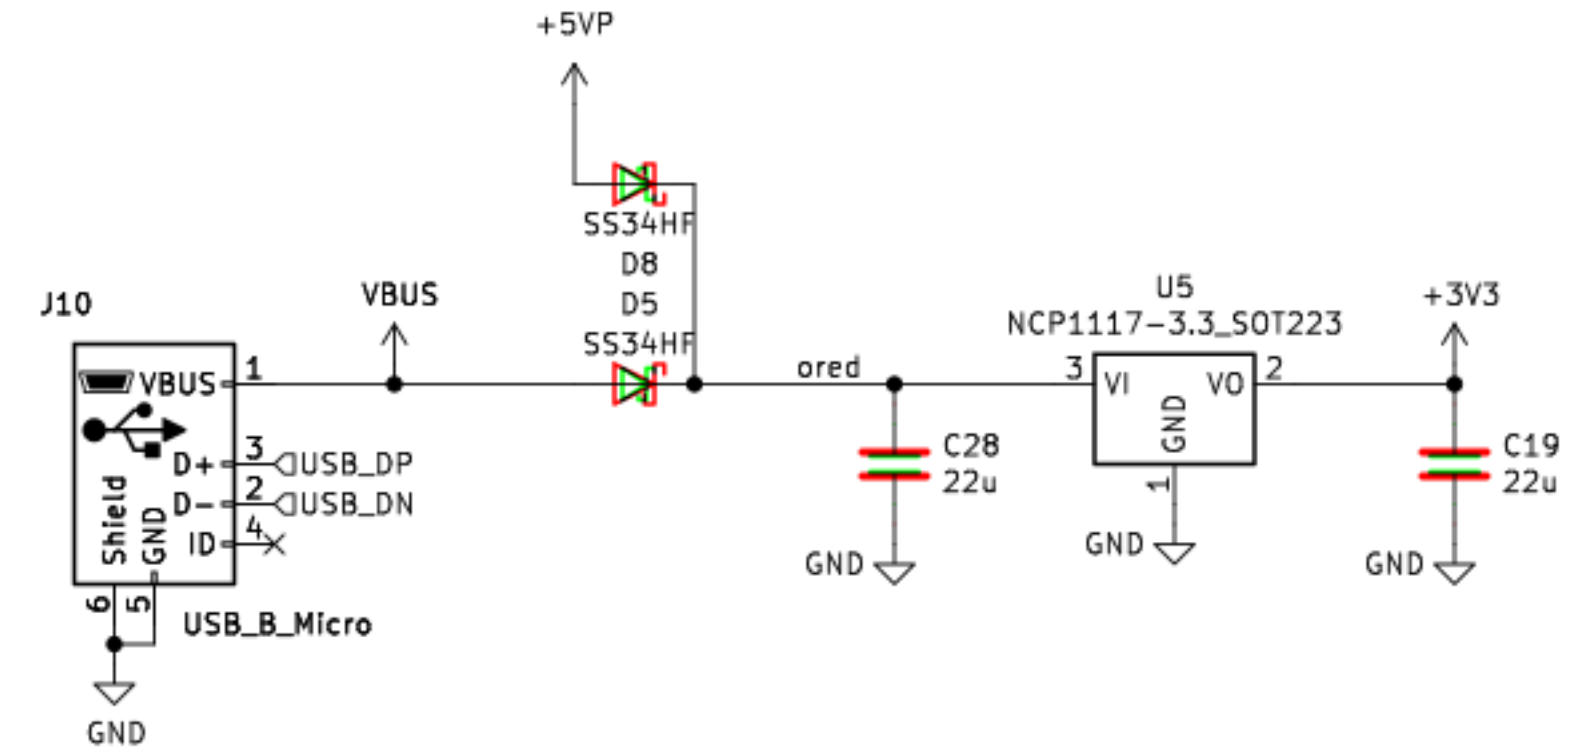 +5VP
SS34HF
D8
D5
SS34HF
VBUS
J10
VBUS
1
D+
3
USB_DP
D-
2
USB_DN
ID
4
Shield
GND
6
5
USB_B_Micro
GND
ored
C28
22u
GND
U5
NCP1117-3.3_SOT223
3
VI
VO
2
GND
1
GND
+3V3
C19
22u
GND